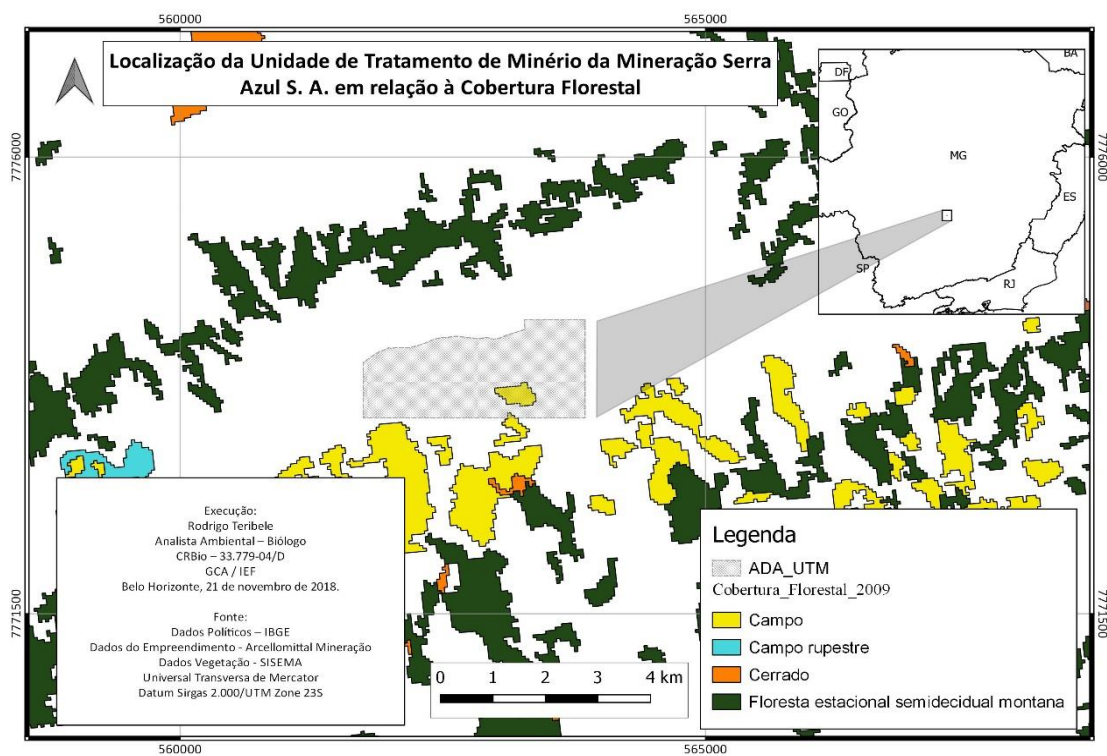 560000
565000
Localização da Unidade de Tratamento de Minério da Mineração Serra
Azul S. A. em relação à Cobertura Florestal
BA
DF
GO
MG
ES
SP
RJ
7776000
7776000
Execução:
Rodrigo Teribele
Analista Ambiental – Biólogo
CRBio – 33.779-04/D
GCA / IEF
Belo Horizonte, 21 de novembro de 2018.
Fonte:
Dados Políticos – IBGE
Dados do Empreendimento - Arcellomittal Mineração
Dados Vegetação - SISEMA
Universal Transversa de Mercator
Datum Sirgas 2.000/UTM Zone 23S
Legenda
ADA_UTM
Cobertura_Florestal_2009
Campo
Campo rupestre
Cerrado
Floresta estacional semidecidual montana
7771500
7771500
0 1 2 3 4 km
560000
565000